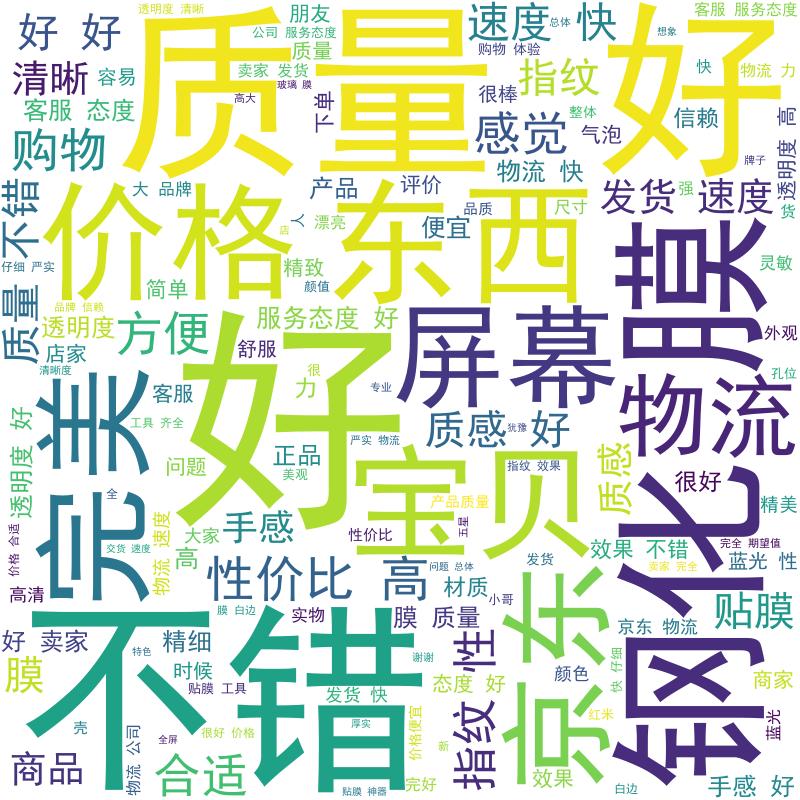 透明度 清晰
朋友
速度 快
总体
客服 服务态度
好 好
质量 好
公司 服务态度
质量
购物 体验
想象
清晰
容易
卖家 发货
玻璃 膜
指纹
快
物流 力
客服 态度
高大
下单
很棒
整体
信赖
透明度 高
购物
感觉
气泡
物流 快
牌子
不错
大 品牌
产品
评价
发货 速度
强
货
价格
东西
店
人
漂亮
便宜
品质
尺寸
钢化膜
仔细 严实
精致
颜值
灵敏
质量
简单
品牌 信赖
透明度
方便
服务态度 好
屏幕
外观
店家
舒服
清晰度
完美
客服
好
很
力
专业
物流
孔位
透明度 好
工具 齐全
质感 好
犹豫
严实 物流
正品
美观
问题
宝贝
指纹 效果
质感
很好
全
产品质量
精美
价格 合适
物流 速度
大家
手感
性价比
五星
交货 速度
高
效果 不错
完全 期望值
蓝光 性
高清
性价比 高
问题 总体
发货
卖家 完全
材质
小哥
不错
膜 白边
实物
膜 质量
京东
京东 物流
贴膜
好 卖家
精细
特色
谢谢
性
膜
时候
贴膜 工具
发货 快
态度 好
颜色
快 仔细
商家
壳
厚实
价格便宜
指纹
红米
蓝光
物流 公司
很好 价格
全屏
新
商品
合适
贴膜 神器
完好
效果
白边
手感 好